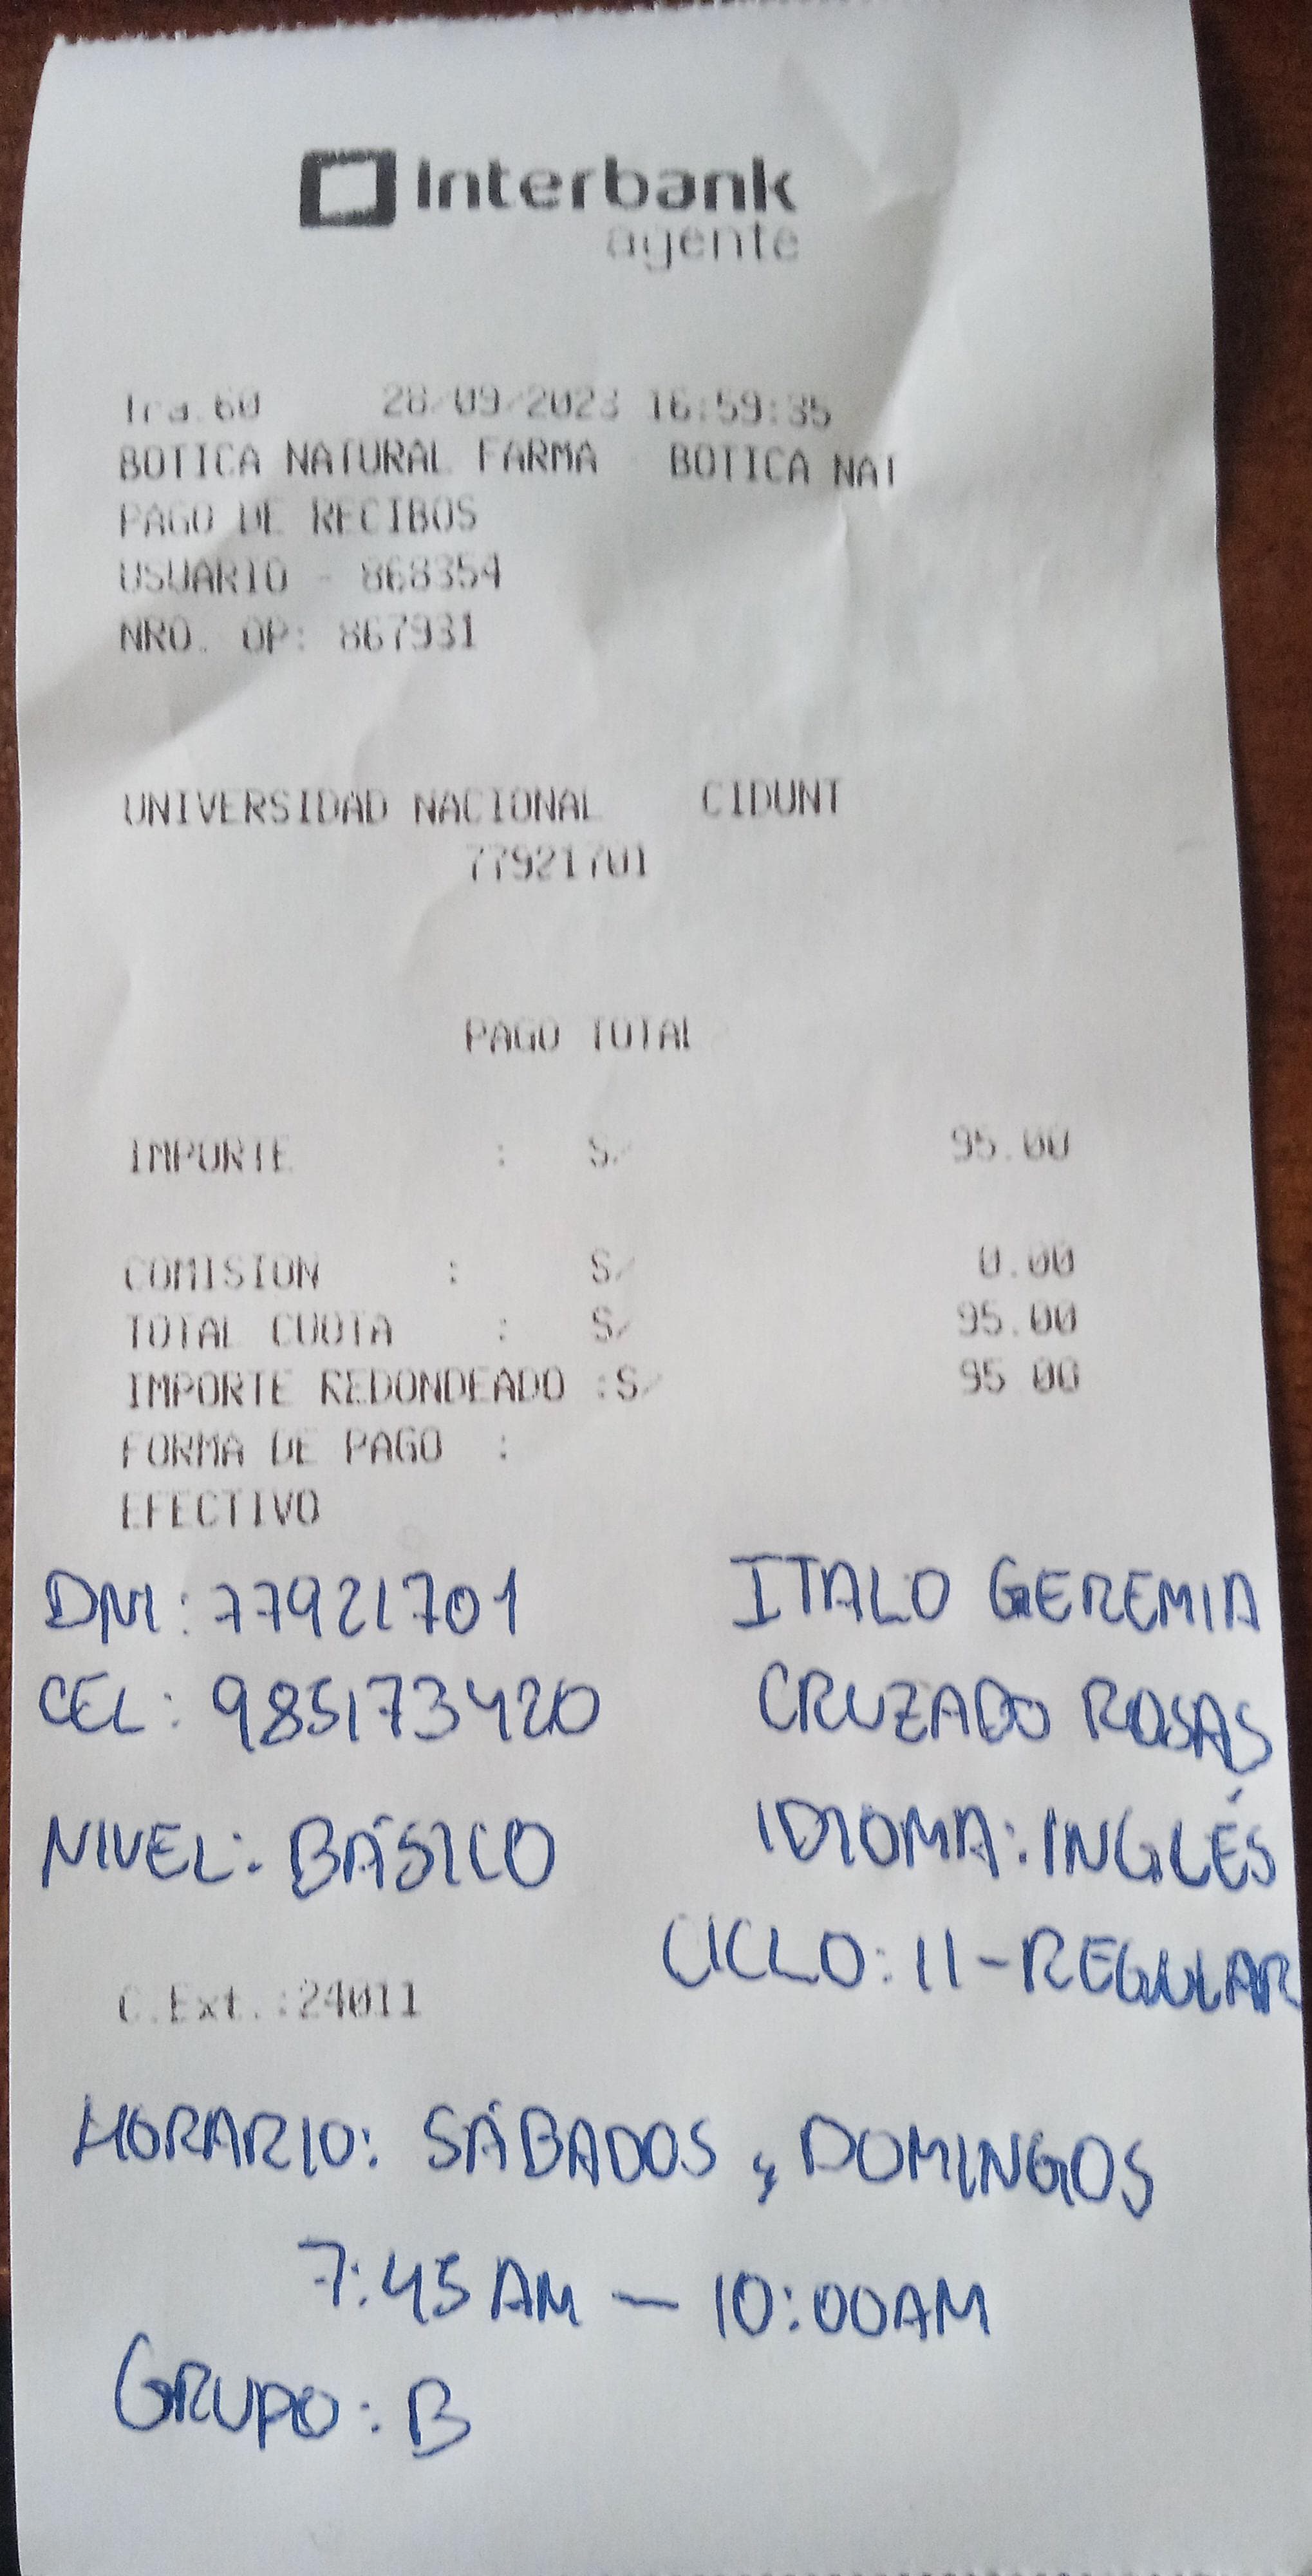 Interbank
agente
Tra.60 28/09/2023 16:59:35
BOTICA NATURAL FARMA - BOTICA NAT
PAGO DE RECIBOS
USUARIO - 868354
NRO. OP: 867931
UNIVERSIDAD NACIONAL CIDUNT
77921701
PAGO TOTAL
IMPORTE : S/ 95.00
COMISION : S/ 0.00
TOTAL CUOTA : S/ 95.00
IMPORTE REDONDEADO :S/ 95.00
FORMA DE PAGO :
EFECTIVO
DNI: 77921701 ITALO GEREMIA
CEL: 985173420 CRUZADO ROSAS
NIVEL: BÁSICO IDIOMA: INGLÉS
CICLO: 11-REGULAR
C.Ext.:24011
HORARIO: SÁBADOS y DOMINGOS
7:45 AM — 10:00AM
GRUPO: B